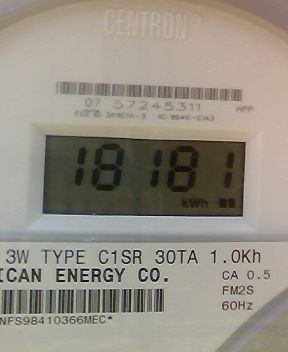 CENTRON®
07 57245311 HPP
18181
kWh
3W TYPE C1SR 30TA 1.0Kh
ICAN ENERGY CO. CA 0.5
FM2S
60Hz
NFS98410366MEC*